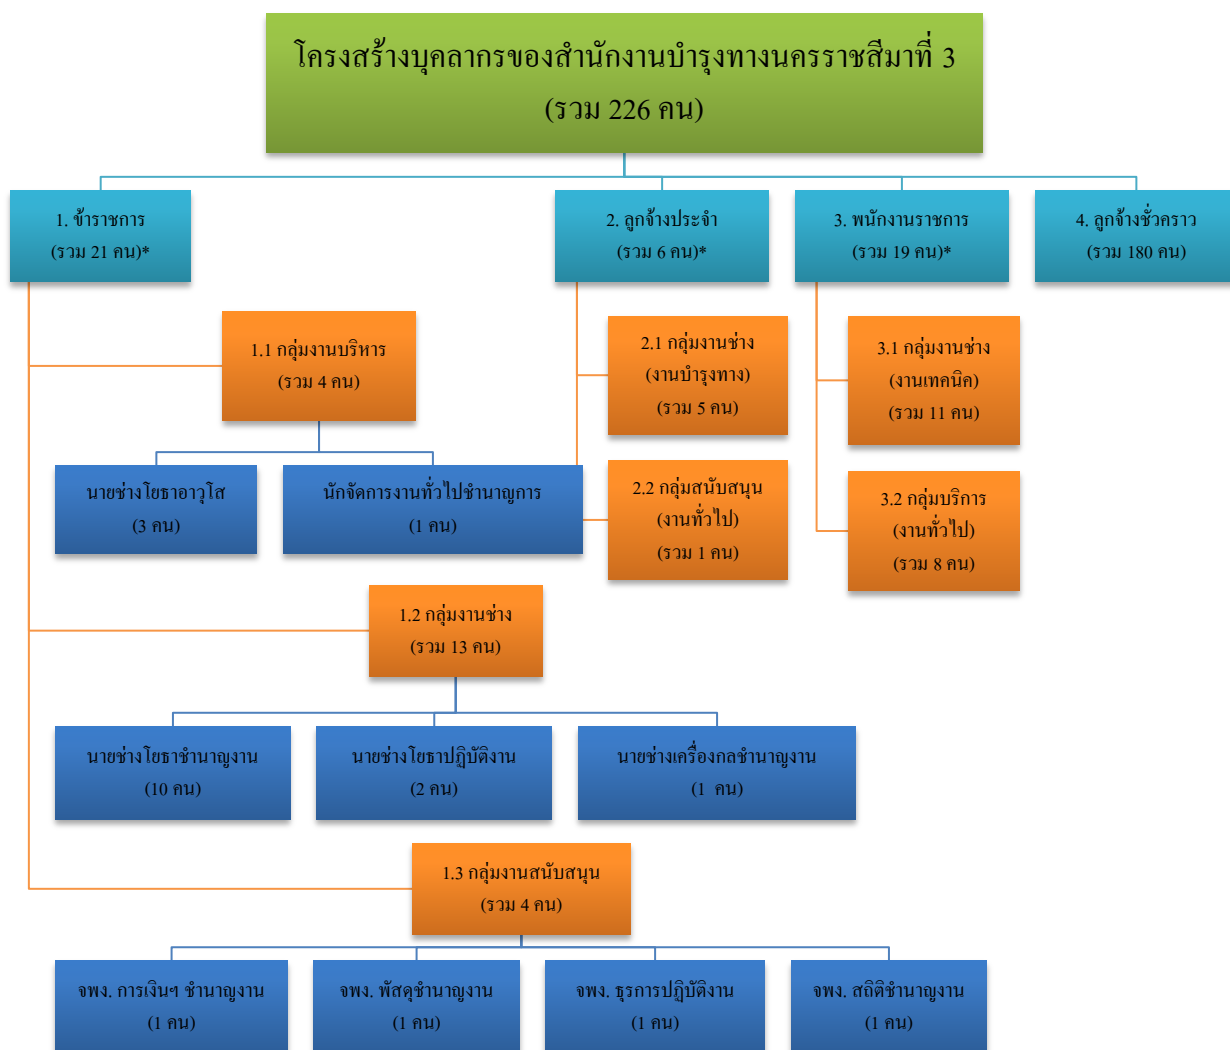 โครงสร้างบุคลากรของสำนักงานบำรุงทางนครราชสีมาที่ 3
(รวม 226 คน)
1. ข้าราชการ
(รวม 21 คน)*
2. ลูกจ้างประจำ
(รวม 6 คน)*
3. พนักงานราชการ
(รวม 19 คน)*
4. ลูกจ้างชั่วคราว
(รวม 180 คน)
1.1 กลุ่มงานบริหาร
(รวม 4 คน)
2.1 กลุ่มงานช่าง
(งานบำรุงทาง)
(รวม 5 คน)
3.1 กลุ่มงานช่าง
(งานเทคนิค)
(รวม 11 คน)
นายช่างโยธาอาวุโส
(3 คน)
นักจัดการงานทั่วไปชำนาญการ
(1 คน)
2.2 กลุ่มสนับสนุน
(งานทั่วไป)
(รวม 1 คน)
3.2 กลุ่มบริการ
(งานทั่วไป)
(รวม 8 คน)
1.2 กลุ่มงานช่าง
(รวม 13 คน)
นายช่างโยธาชำนาญงาน
(10 คน)
นายช่างโยธาปฏิบัติงาน
(2 คน)
นายช่างเครื่องกลชำนาญงาน
(1 คน)
1.3 กลุ่มงานสนับสนุน
(รวม 4 คน)
จพง. การเงินฯ ชำนาญงาน
(1 คน)
จพง. พัสดุชำนาญงาน
(1 คน)
จพง. ธุรการปฏิบัติงาน
(1 คน)
จพง. สถิติชำนาญงาน
(1 คน)